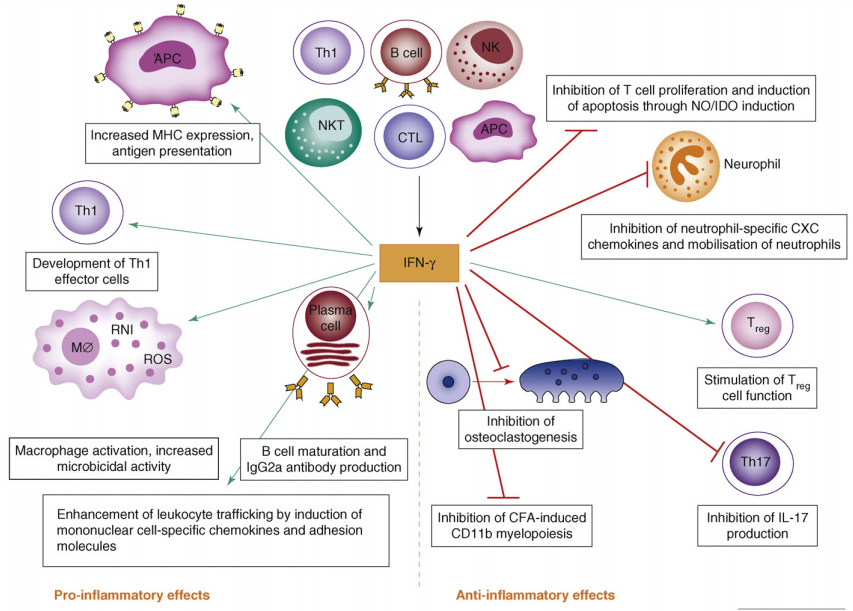 APC
Th1
B cell
NK
NKT
CTL
APC
Increased MHC expression,
antigen presentation
Inhibition of T cell proliferation and induction
of apoptosis through NO/IDO induction
Neurophil
Th1
Inhibition of neutrophil-specific CXC
chemokines and mobilisation of neutrophils
IFN-γ
Development of Th1
effector cells
Plasma
cell
MØ
RNI
ROS
Treg
Stimulation of Treg
cell function
Inhibition of
osteoclastogenesis
Macrophage activation, increased
microbicidal activity
B cell maturation and
IgG2a antibody production
Th17
Enhancement of leukocyte trafficking by induction of
mononuclear cell-specific chemokines and adhesion
molecules
Inhibition of CFA-induced
CD11b myelopoiesis
Inhibition of IL-17
production
Pro-inflammatory effects
Anti-inflammatory effects